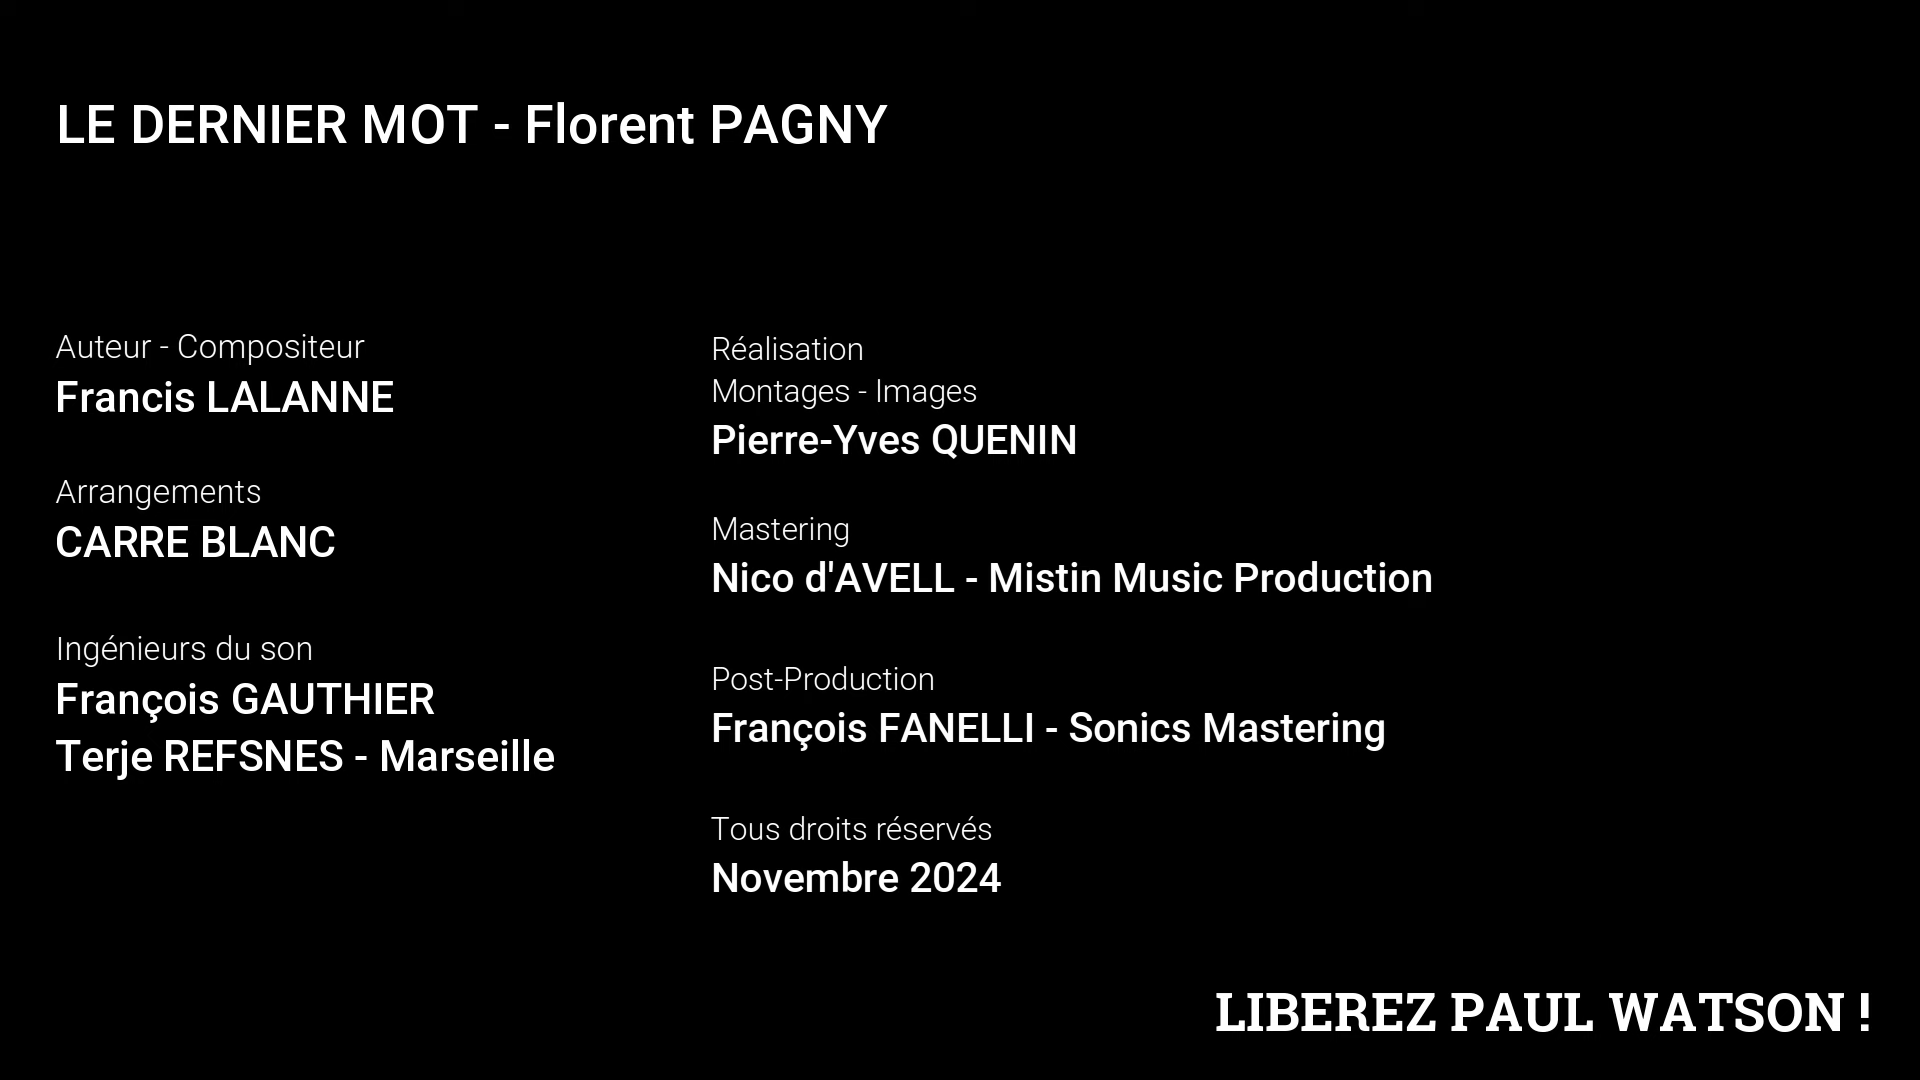 LE DERNIER MOT - Florent PAGNY
Auteur - Compositeur
Francis LALANNE
Arrangements
CARRE BLANC
Ingénieurs du son
François GAUTHIER
Terje REFSNES - Marseille
Réalisation
Montages - Images
Pierre-Yves QUENIN
Mastering
Nico d'AVELL - Mistin Music Production
Post-Production
François FANELLI - Sonics Mastering
Tous droits réservés
Novembre 2024
LIBEREZ PAUL WATSON !